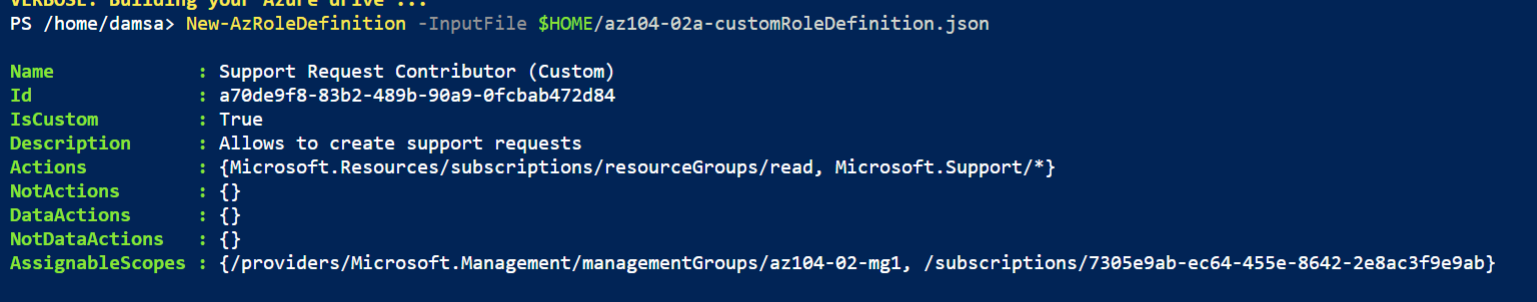 VERBOSE: Building your Azure drive ...
PS /home/damsa> New-AzRoleDefinition -InputFile $HOME/az104-02a-customRoleDefinition.json
Name : Support Request Contributor (Custom)
Id : a70de9f8-83b2-489b-90a9-0fcbab472d84
IsCustom : True
Description : Allows to create support requests
Actions : {Microsoft.Resources/subscriptions/resourceGroups/read, Microsoft.Support/*}
NotActions : {}
DataActions : {}
NotDataActions : {}
AssignableScopes : {/providers/Microsoft.Management/managementGroups/az104-02-mg1, /subscriptions/7305e9ab-ec64-455e-8642-2e8ac3f9e9ab}